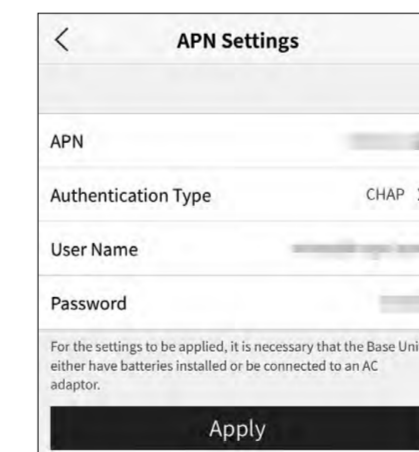 APN Settings
APN
Authentication Type CHAP
User Name
Password
For the settings to be applied, it is necessary that the Base Uni
either have batteries installed or be connected to an AC
adaptor.
Apply